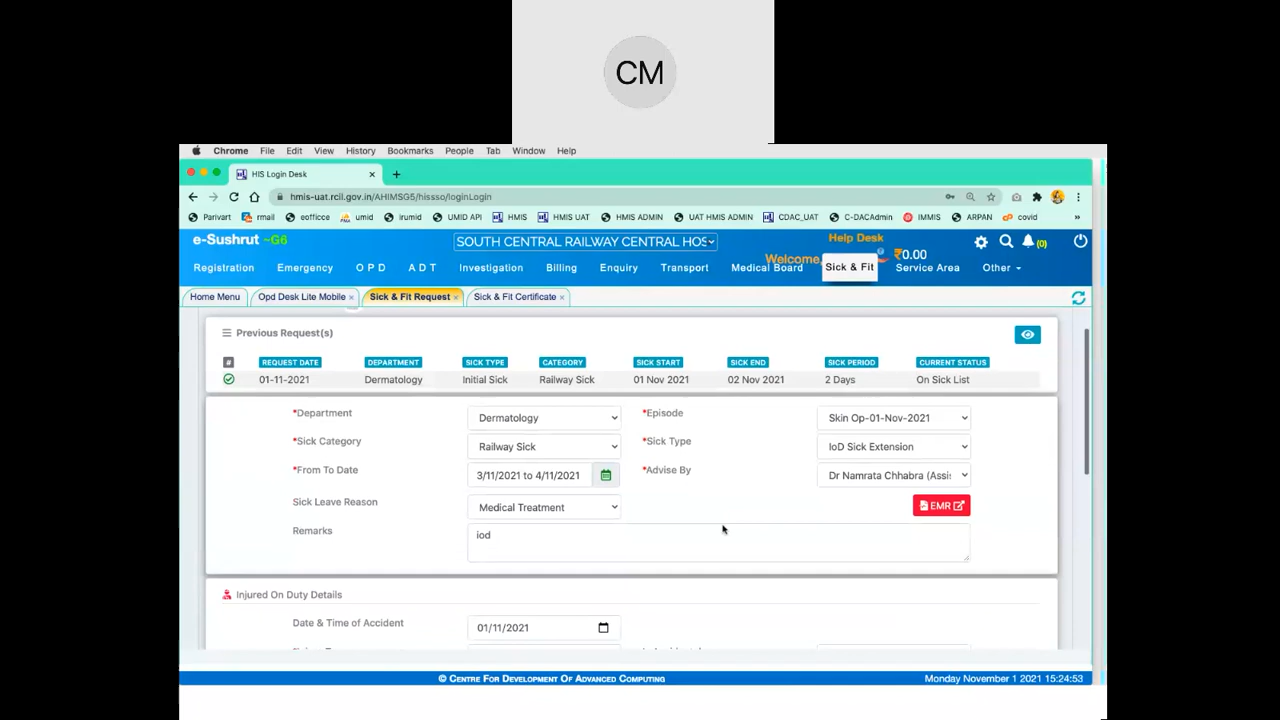 CM
Chrome File Edit View History Bookmarks People Tab Window Help
HIS Login Desk
hmis-uat.rcil.gov.in/AHIMSG5/hissso/loginLogin
Parivart rmail eofficce umid irumid UMID API HMIS HMIS UAT HMIS ADMIN UAT HMIS ADMIN CDAC_UAT C-DACAdmin IMMIS ARPAN covid »
e-Sushrut ~G6 SOUTH CENTRAL RAILWAY CENTRAL HOS Help Desk
Welcome, ₹0.00 (0)
Registration Emergency O P D A D T Investigation Billing Enquiry Transport Medical Board Sick & Fit Service Area Other
Home Menu Opd Desk Lite Mobile × Sick & Fit Request × Sick & Fit Certificate ×
Previous Request(s)
# REQUEST DATE DEPARTMENT SICK TYPE CATEGORY SICK START SICK END SICK PERIOD CURRENT STATUS
01-11-2021 Dermatology Initial Sick Railway Sick 01 Nov 2021 02 Nov 2021 2 Days On Sick List
*Department Dermatology *Episode Skin Op-01-Nov-2021
*Sick Category Railway Sick *Sick Type IoD Sick Extension
*From To Date 3/11/2021 to 4/11/2021 *Advise By Dr Namrata Chhabra (Assis
Sick Leave Reason Medical Treatment EMR
Remarks iod
Injured On Duty Details
Date & Time of Accident 01/11/2021
© CENTRE FOR DEVELOPMENT OF ADVANCED COMPUTING Monday November 1 2021 15:24:53